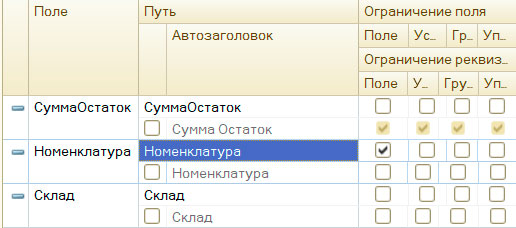 Поле Путь Ограничение поля
Автозаголовок Поле Ус... Гр... Уп...
Ограничение реквиз...
Поле У... Гру... Уп...
СуммаОстаток СуммаОстаток
Сумма Остаток
Номенклатура Номенклатура
Номенклатура
Склад Склад
Склад